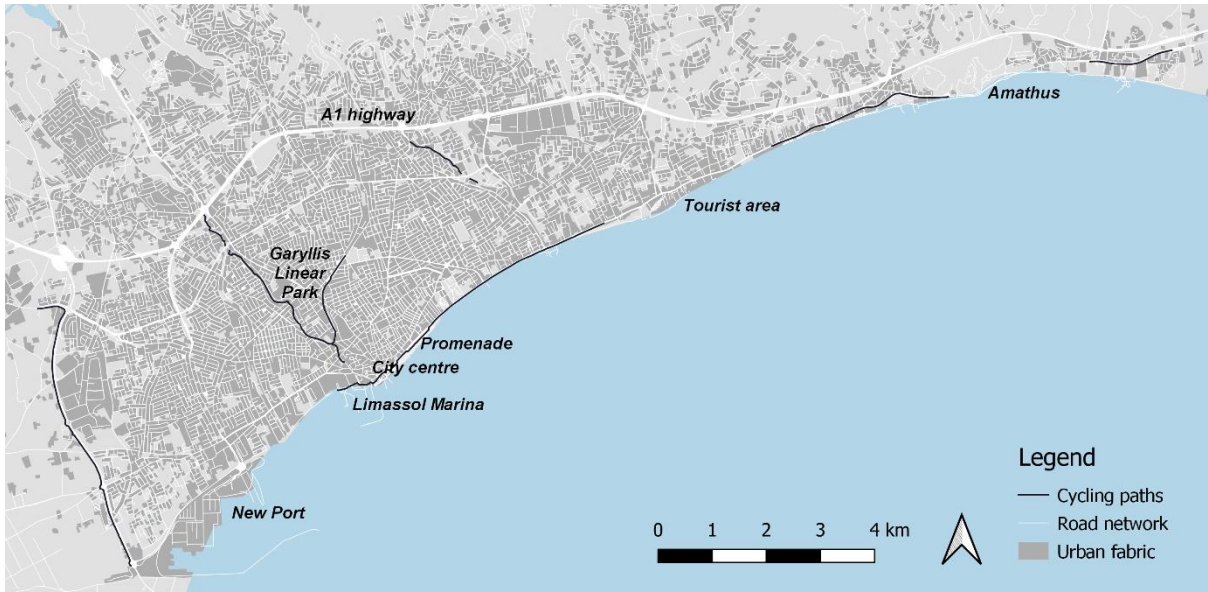 Amathus
A1 highway
Tourist area
Garyllis
Linear
Park
Promenade
City centre
Limassol Marina
New Port
Legend
Cycling paths
Road network
Urban fabric
0 1 2 3 4 km